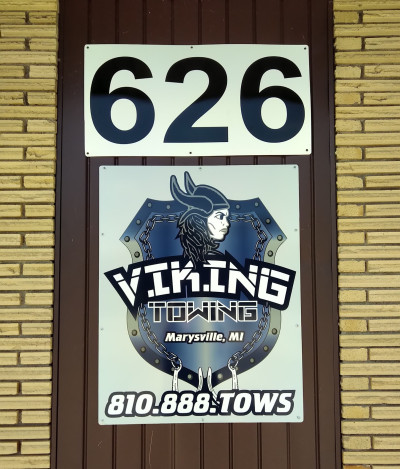 626
VIKING
TOWING
Marysville, MI
810.888.TOWS